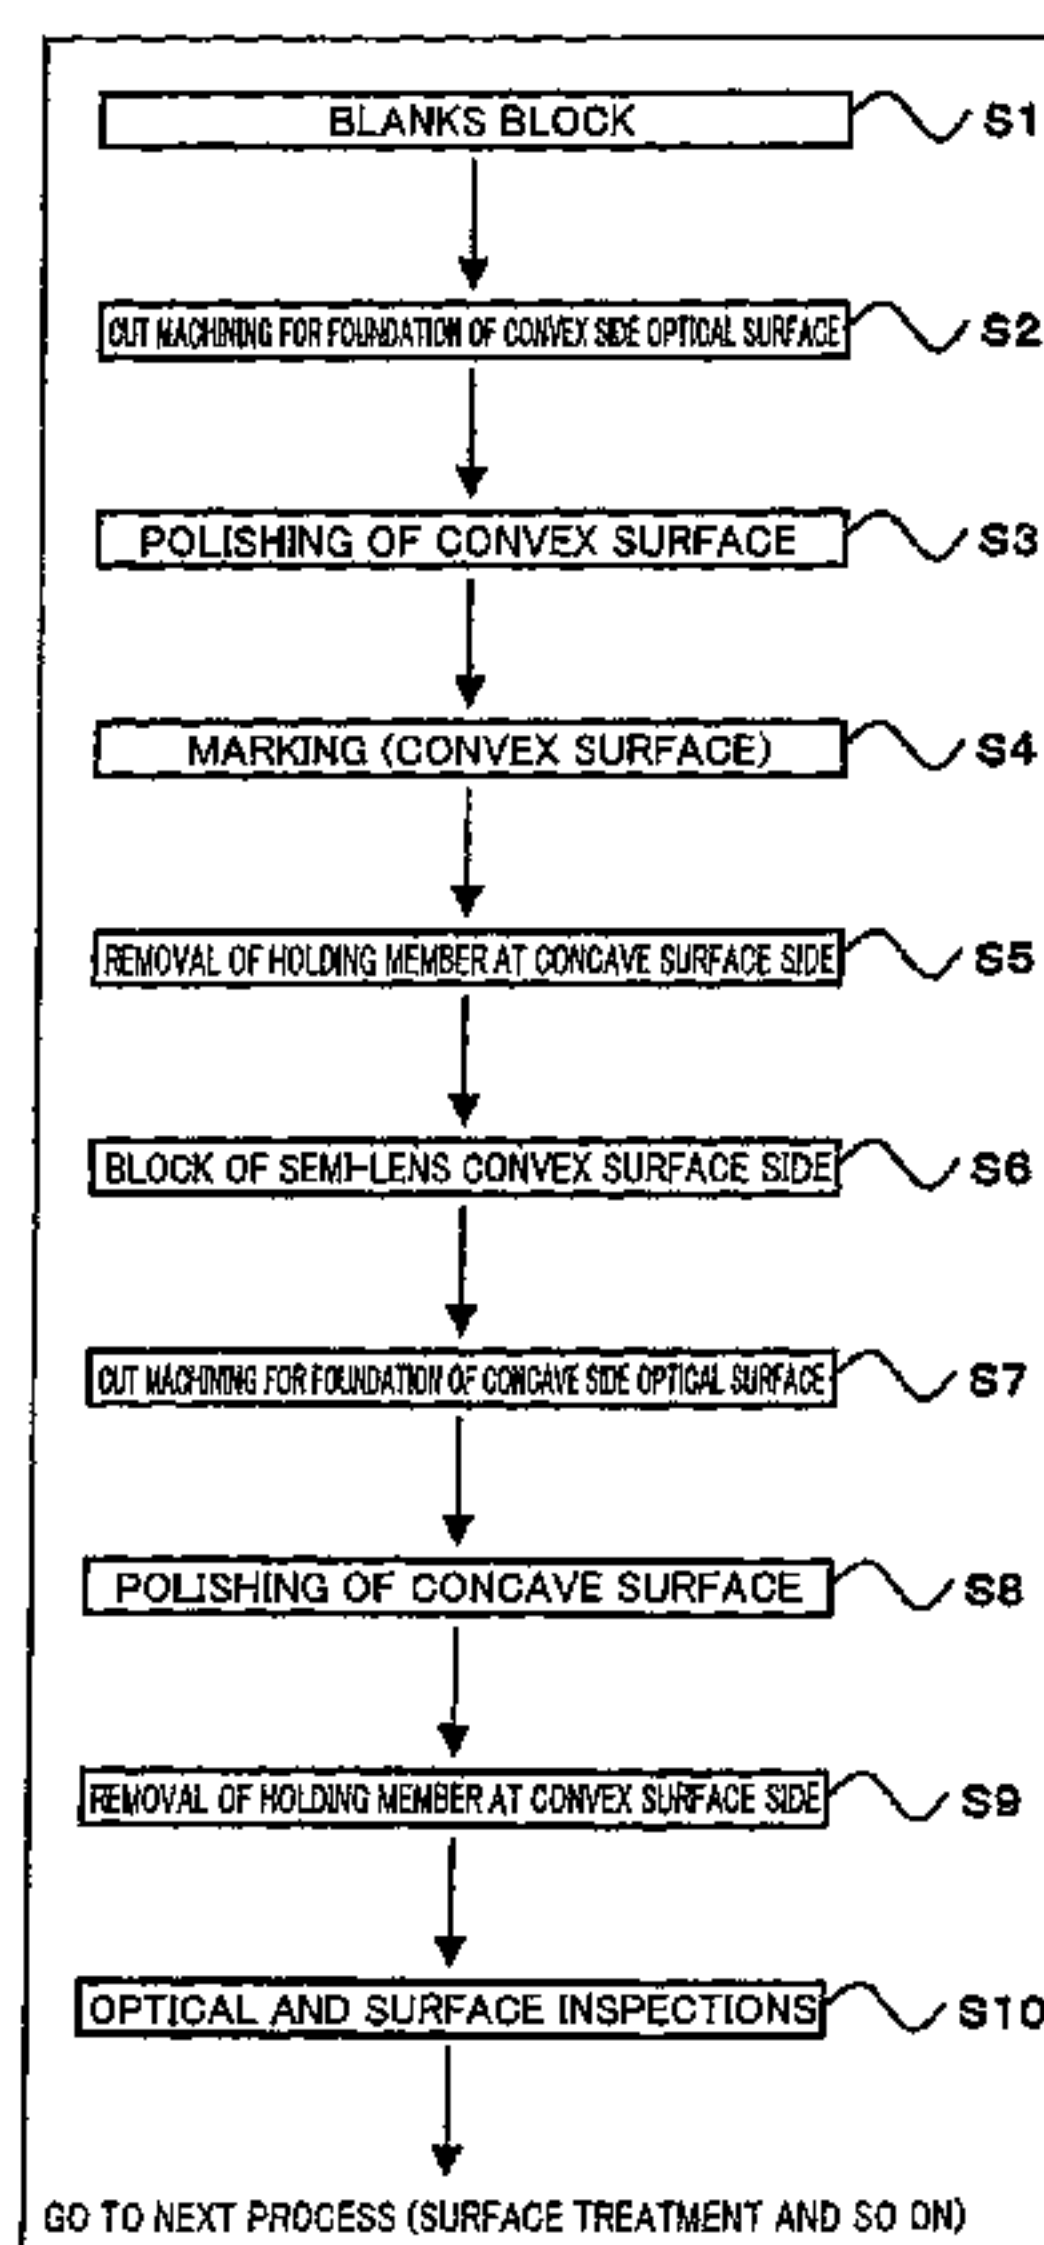 BLANKS BLOCK S1
CUT MACHINING FOR FOUNDATION OF CONVEX SIDE OPTICAL SURFACE S2
POLISHING OF CONVEX SURFACE S3
MARKING (CONVEX SURFACE) S4
REMOVAL OF HOLDING MEMBER AT CONCAVE SURFACE SIDE S5
BLOCK OF SEMI-LENS CONVEX SURFACE SIDE S6
CUT MACHINING FOR FOUNDATION OF CONCAVE SIDE OPTICAL SURFACE S7
POLISHING OF CONCAVE SURFACE S8
REMOVAL OF HOLDING MEMBER AT CONVEX SURFACE SIDE S9
OPTICAL AND SURFACE INSPECTIONS S10
GO TO NEXT PROCESS (SURFACE TREATMENT AND SO ON)